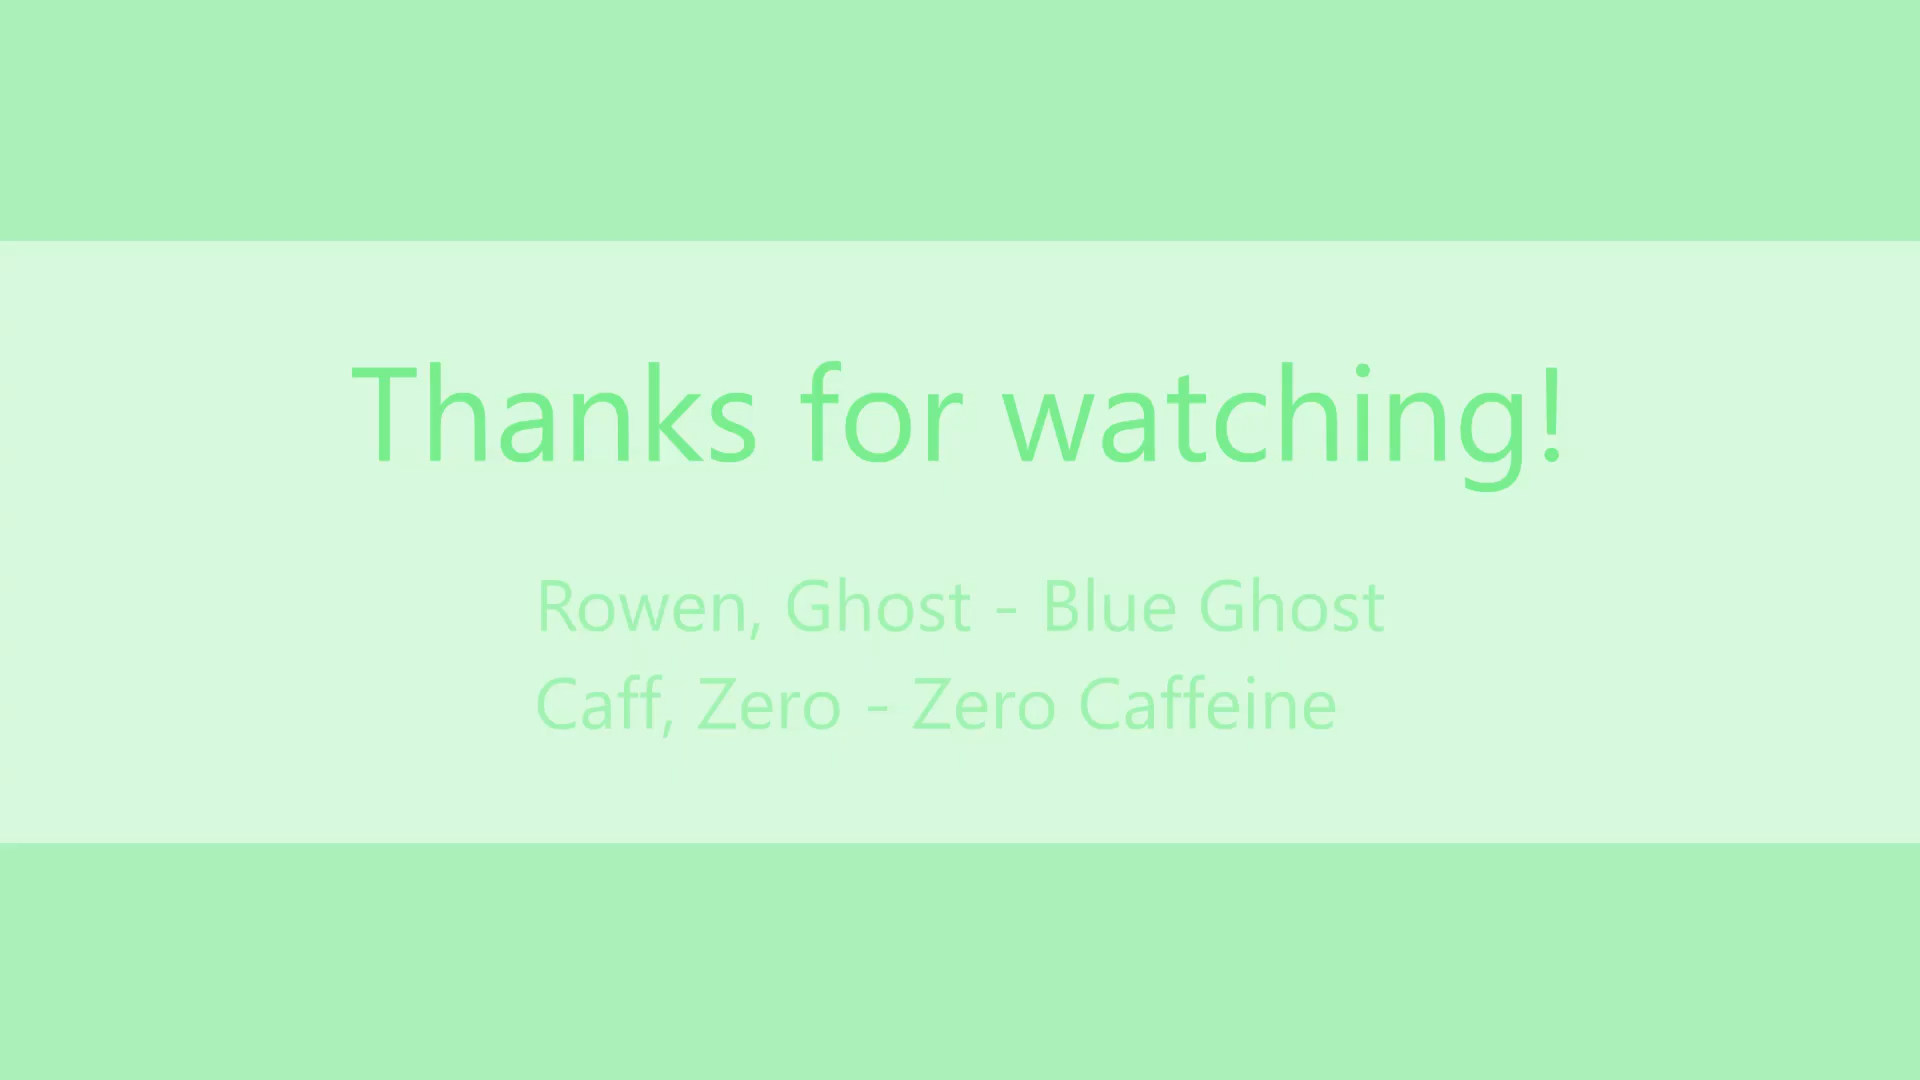 Thanks for watching!
Rowen, Ghost - Blue Ghost
Caff, Zero - Zero Caffeine